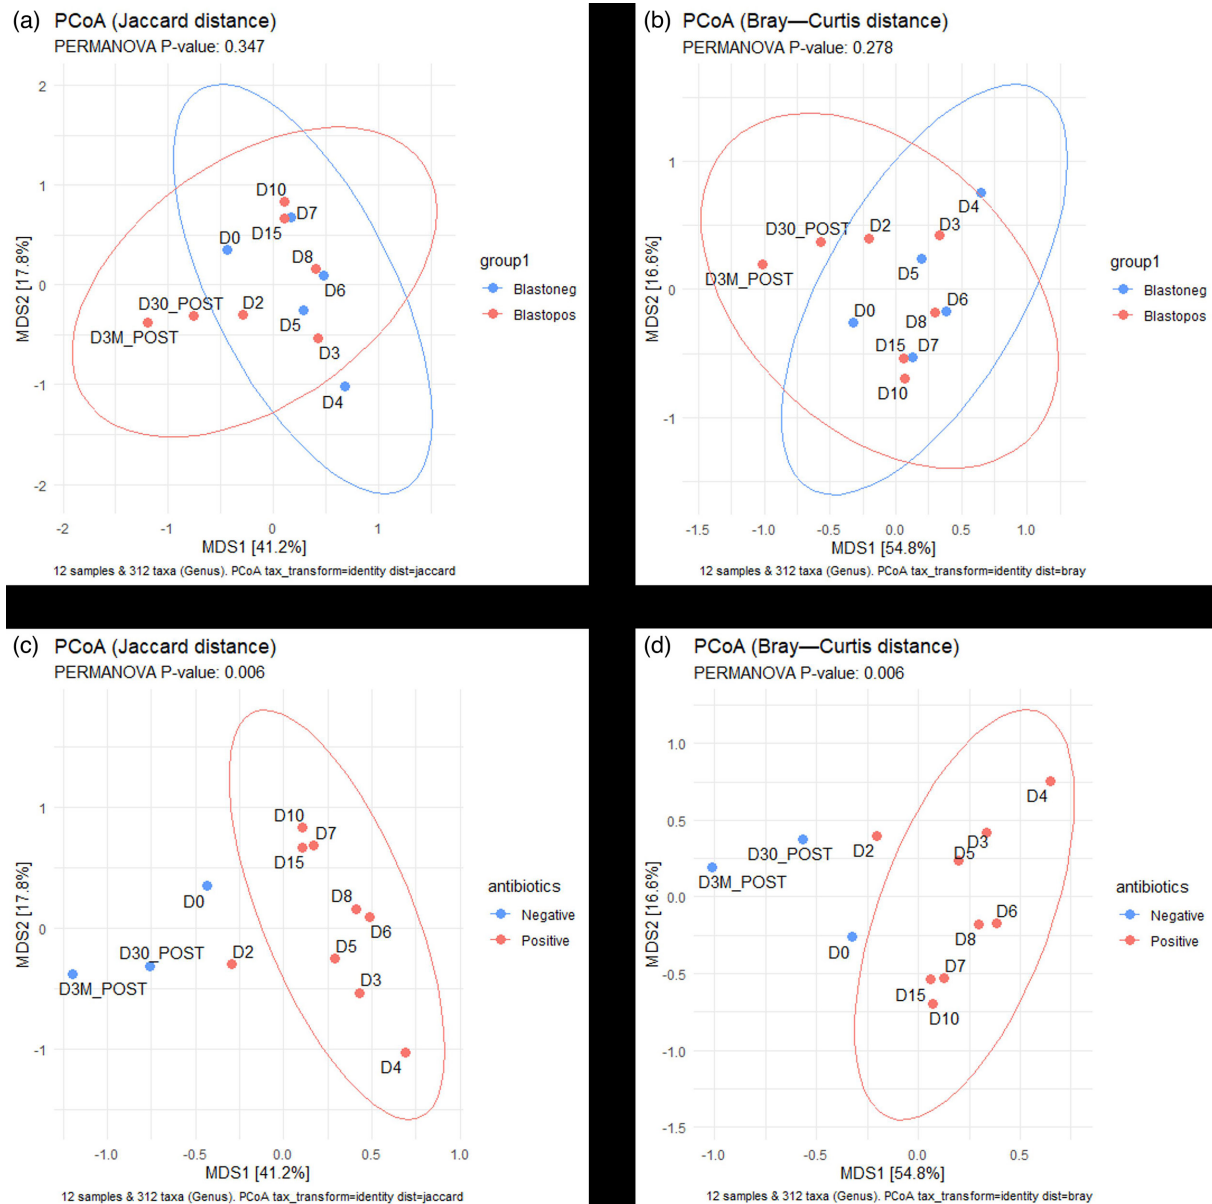 (a) PCoA (Jaccard distance)
PERMANOVA P-value: 0.347
2
1
0
-1
-2
MDS2 [17.8%]
D10
D7
D15
D0
D8
D6
D30_POST
D2
D5
D3M_POST
D3
D4
group1
Blastoneg
Blastopos
-2
-1
0
1
MDS1 [41.2%]
12 samples & 312 taxa (Genus). PCoA tax_transform=identity dist=jaccard
(b) PCoA (Bray—Curtis distance)
PERMANOVA P-value: 0.278
1
0
-1
MDS2 [16.6%]
D4
D30_POST
D2
D3
D3M_POST
D5
D0
D6
D8
D15
D7
D10
group1
Blastoneg
Blastopos
-1.5
-1.0
-0.5
0.0
0.5
1.0
MDS1 [54.8%]
12 samples & 312 taxa (Genus). PCoA tax_transform=identity dist=bray
(c) PCoA (Jaccard distance)
PERMANOVA P-value: 0.006
1
0
-1
MDS2 [17.8%]
D10
D7
D15
D0
D8
D6
D30_POST
D2
D5
D3M_POST
D3
D4
antibiotics
Negative
Positive
-1.0
-0.5
0.0
0.5
1.0
MDS1 [41.2%]
12 samples & 312 taxa (Genus). PCoA tax_transform=identity dist=jaccard
(d) PCoA (Bray—Curtis distance)
PERMANOVA P-value: 0.006
1.0
0.5
0.0
-0.5
-1.0
-1.5
MDS2 [16.6%]
D4
D30_POST
D2
D3
D5
D3M_POST
D0
D6
D8
D7
D15
D10
antibiotics
Negative
Positive
-1.0
-0.5
0.0
0.5
MDS1 [54.8%]
12 samples & 312 taxa (Genus). PCoA tax_transform=identity dist=bray